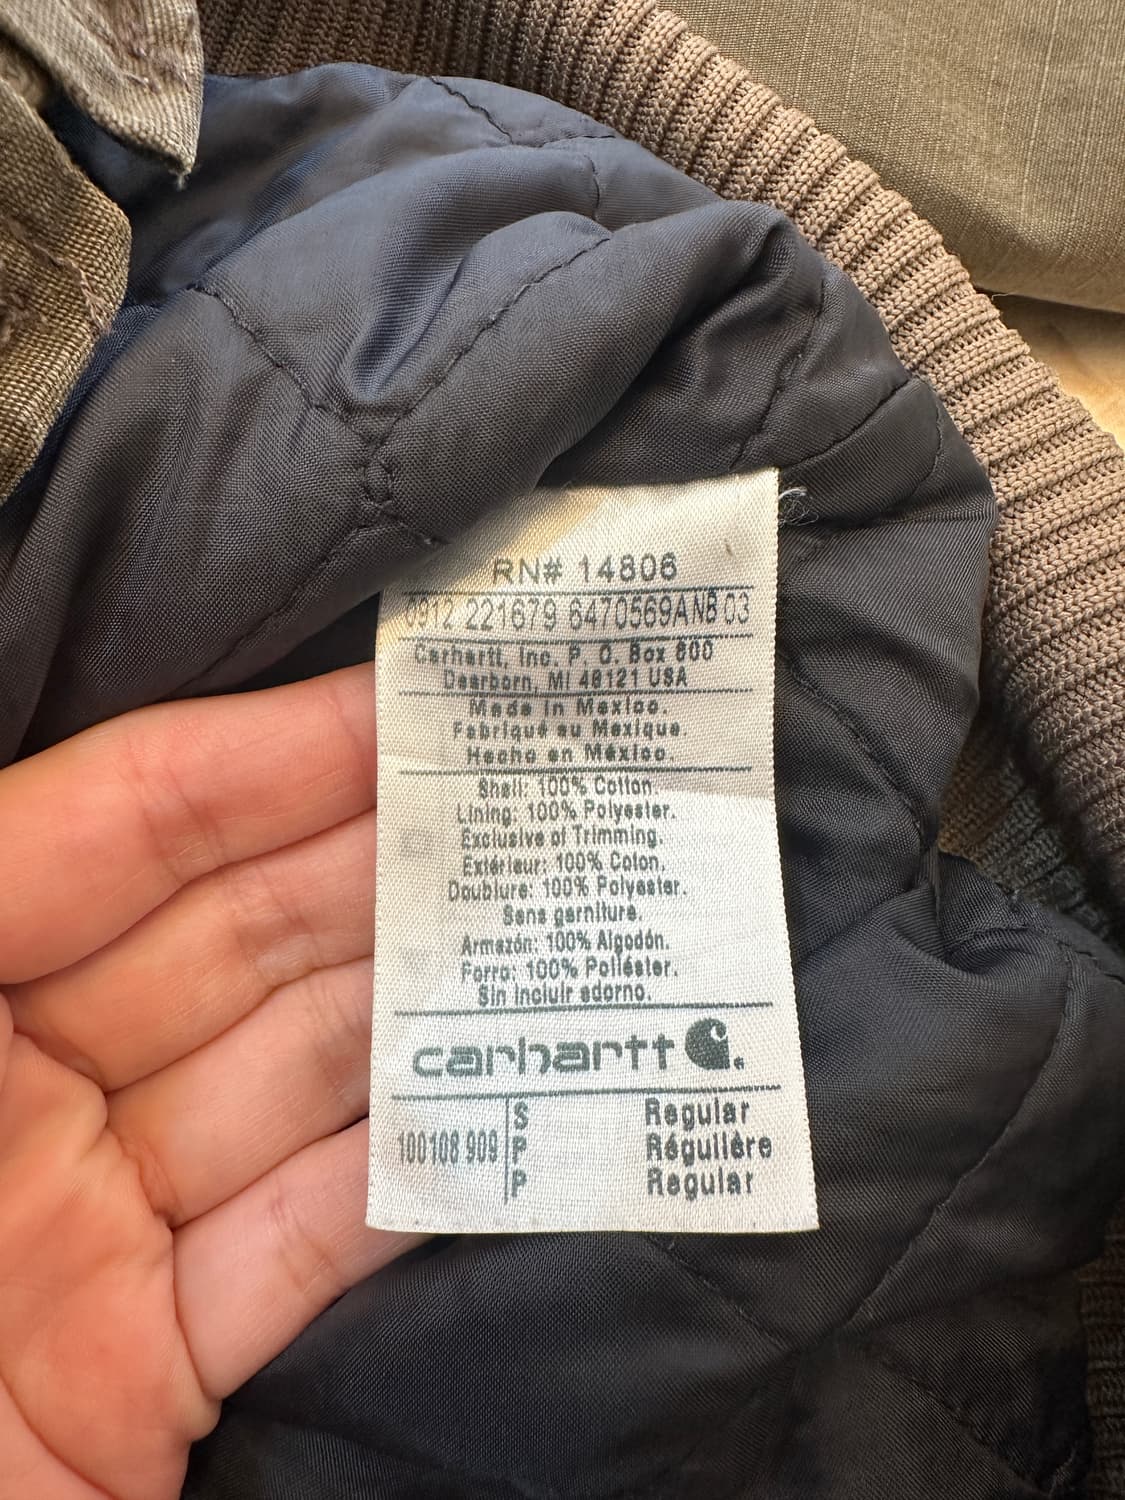 RN# 14806
0912 221679 6470569ANB 03
Carhartt, Inc. P. O. Box 600
Dearborn, MI 48121 USA
Made in Mexico.
Fabriqué au Mexique.
Hecho en México.
Shell: 100% Cotton.
Lining: 100% Polyester.
Exclusive of Trimming.
Extérieur: 100% Coton.
Doublure: 100% Polyester.
Sans garniture.
Armazón: 100% Algodón.
Forro: 100% Poliéster.
Sin incluir adorno.
carhartt
S Regular
100108 909 P Régulière
P Regular